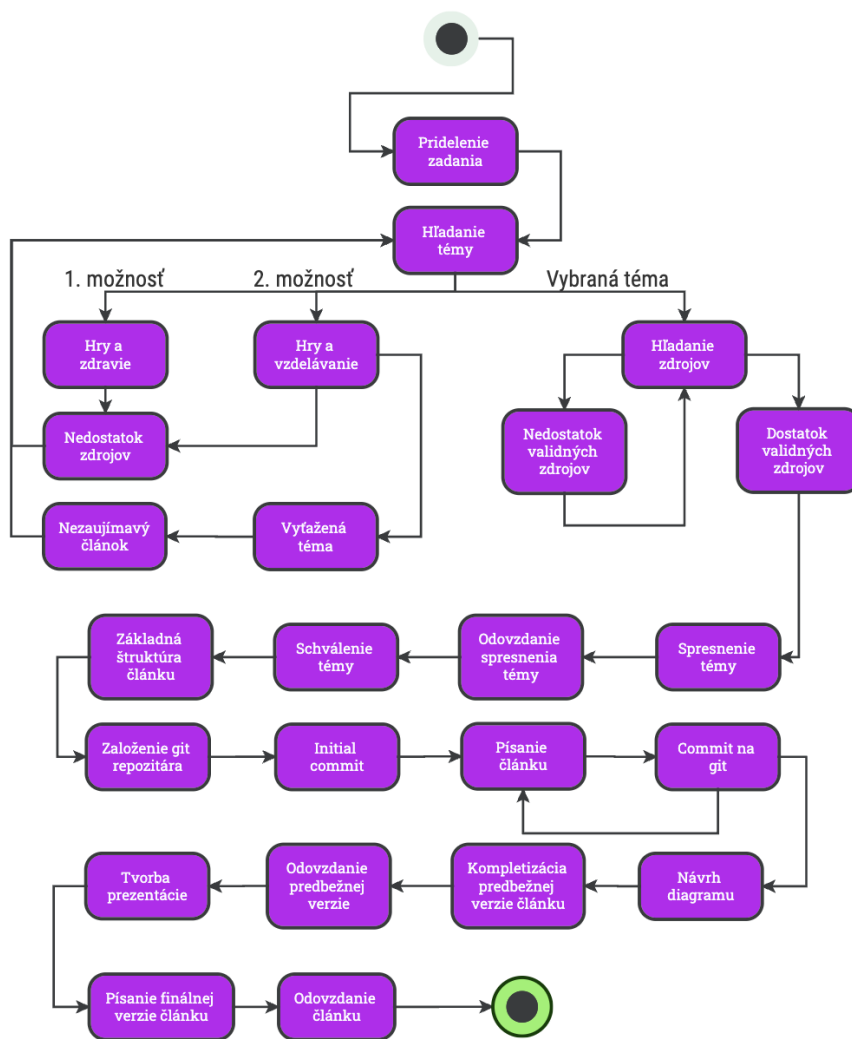 Pridelenie
zadania
Hľadanie
témy
1. možnosť
2. možnosť
Vybraná téma
Hry a
zdravie
Hry a
vzdelávanie
Hľadanie
zdrojov
Nedostatok
zdrojov
Nedostatok
validných
zdrojov
Dostatok
validných
zdrojov
Nezaujímavý
článok
Vyťažená
téma
Základná
štruktúra
článku
Schválenie
témy
Odovzdanie
spresnenia
témy
Spresnenie
témy
Založenie git
repozitára
Initial
commit
Písanie
článku
Commit na
git
Tvorba
prezentácie
Odovzdanie
predbežnej
verzie
Kompletizácia
predbežnej
verzie článku
Návrh
diagramu
Písanie finálnej
verzie článku
Odovzdanie
článku